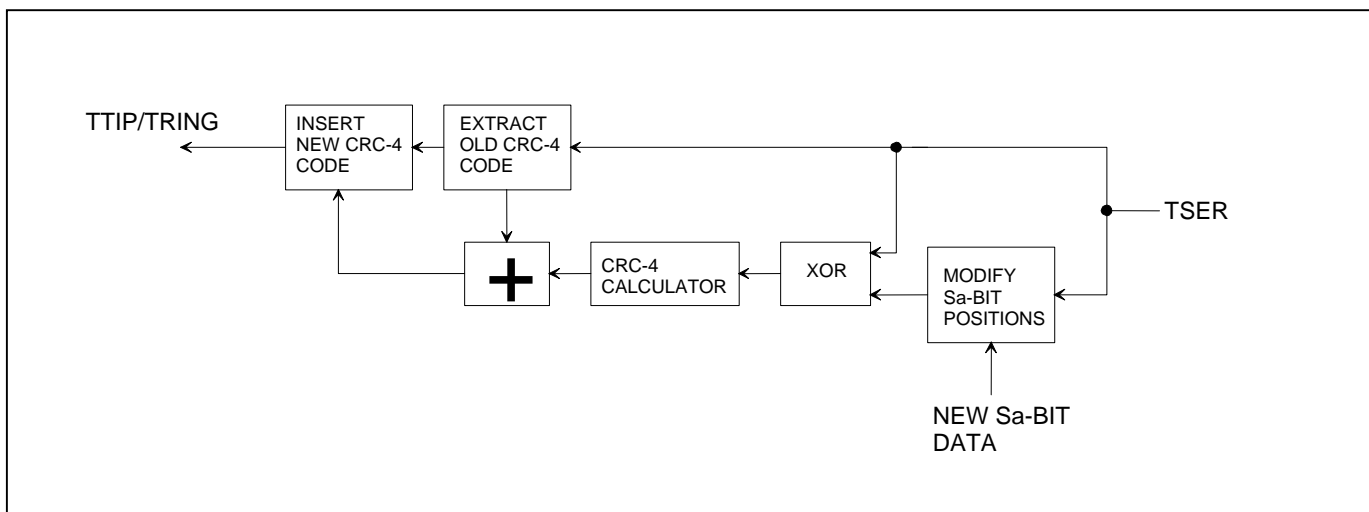 TTIP/TRING
INSERT
NEW CRC-4
CODE
EXTRACT
OLD CRC-4
CODE
TSER
+
CRC-4
CALCULATOR
XOR
MODIFY
Sa-BIT
POSITIONS
NEW Sa-BIT
DATA